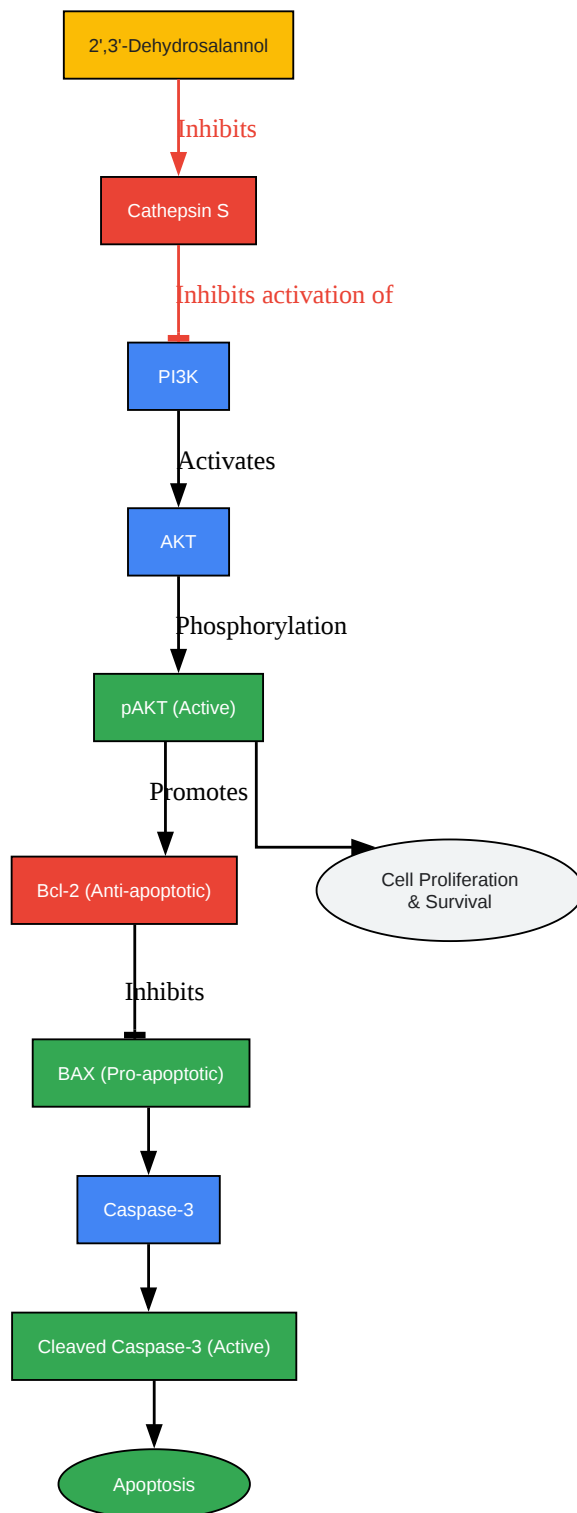 2',3'-Dehydrosalannol
Inhibits
Cathepsin S
Inhibits activation of
PI3K
Activates
AKT
Phosphorylation
pAKT (Active)
Promotes
Bcl-2 (Anti-apoptotic)
Cell Proliferation
& Survival
Inhibits
BAX (Pro-apoptotic)
Caspase-3
Cleaved Caspase-3 (Active)
Apoptosis